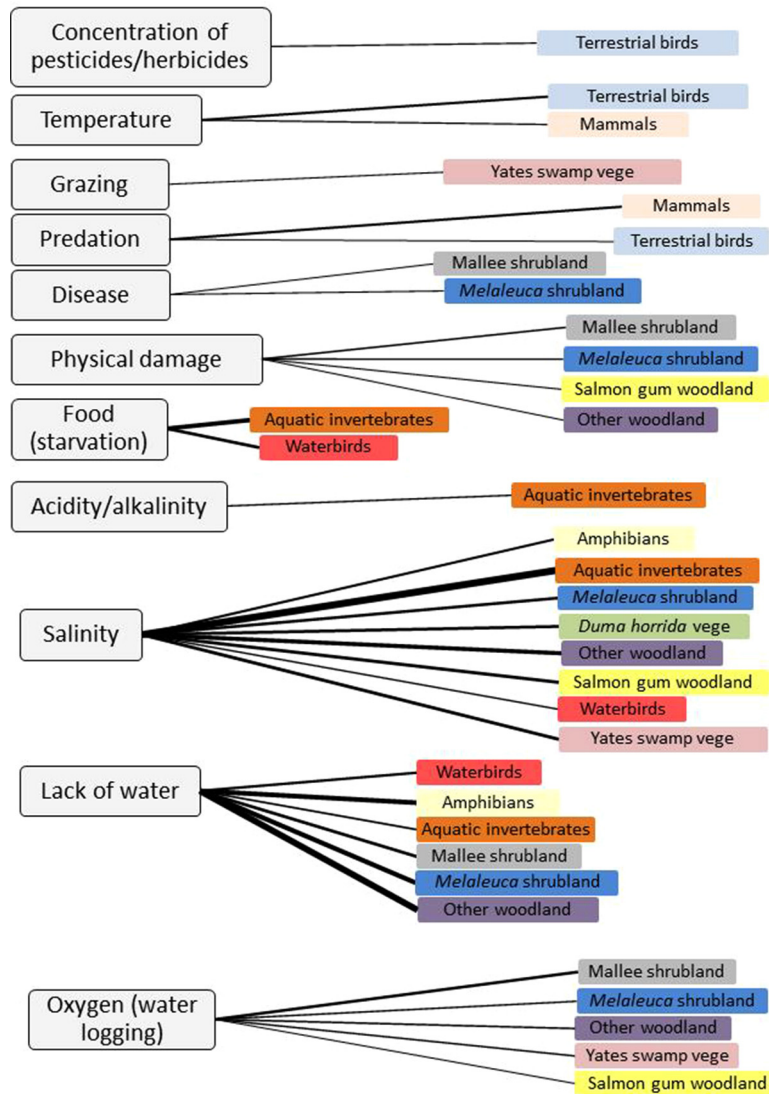 Concentration of
pesticides/herbicides
Terrestrial birds
Temperature
Terrestrial birds
Mammals
Grazing
Yates swamp vege
Predation
Mammals
Terrestrial birds
Disease
Mallee shrubland
Melaleuca shrubland
Physical damage
Mallee shrubland
Melaleuca shrubland
Salmon gum woodland
Other woodland
Food
(starvation)
Aquatic invertebrates
Waterbirds
Acidity/alkalinity
Aquatic invertebrates
Salinity
Amphibians
Aquatic invertebrates
Melaleuca shrubland
Duma horrida vege
Other woodland
Salmon gum woodland
Waterbirds
Yates swamp vege
Lack of water
Waterbirds
Amphibians
Aquatic invertebrates
Mallee shrubland
Melaleuca shrubland
Other woodland
Oxygen (water
logging)
Mallee shrubland
Melaleuca shrubland
Other woodland
Yates swamp vege
Salmon gum woodland